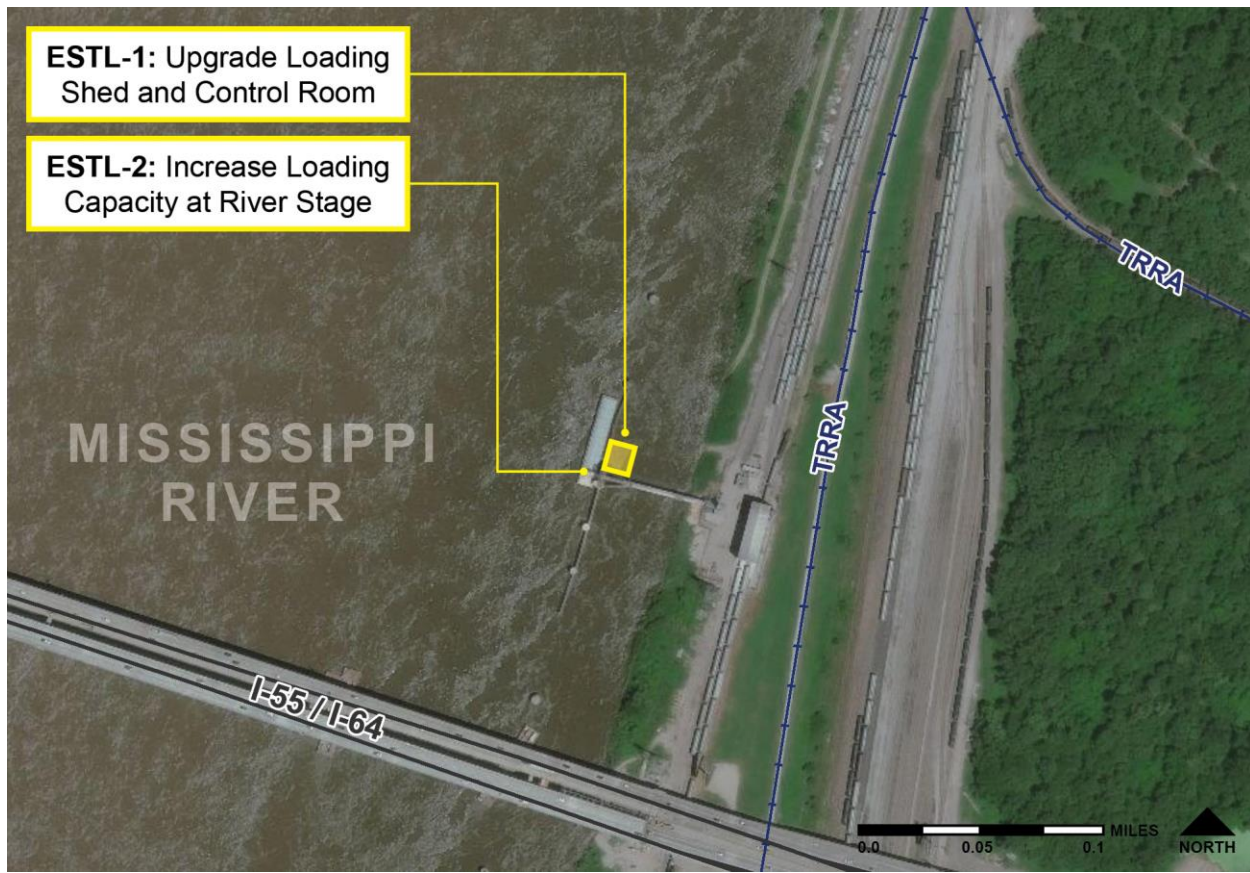 ESTL-1: Upgrade Loading
Shed and Control Room
ESTL-2: Increase Loading
Capacity at River Stage
TRRA
TRRA
MISSISSIPPI
RIVER
I-55 / I-64
MILES
0.0 0.05 0.1
NORTH